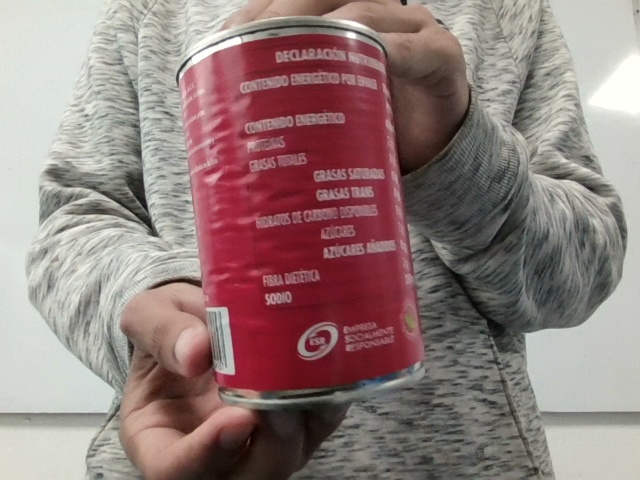 DECLARACIÓN
CONTENIDO ENERGÉTICO POR ENVASE
CONTENIDO ENERGÉTICO
PROTEÍNAS
GRASAS TOTALES
GRASAS SATURADAS
GRASAS TRANS
HIDRATOS DE CARBONO DISPONIBLES
AZÚCARES
AZÚCARES AÑADIDOS
FIBRA DIETÉTICA
SODIO
ESR
EMPRESA
SOCIALMENTE
RESPONSABLE